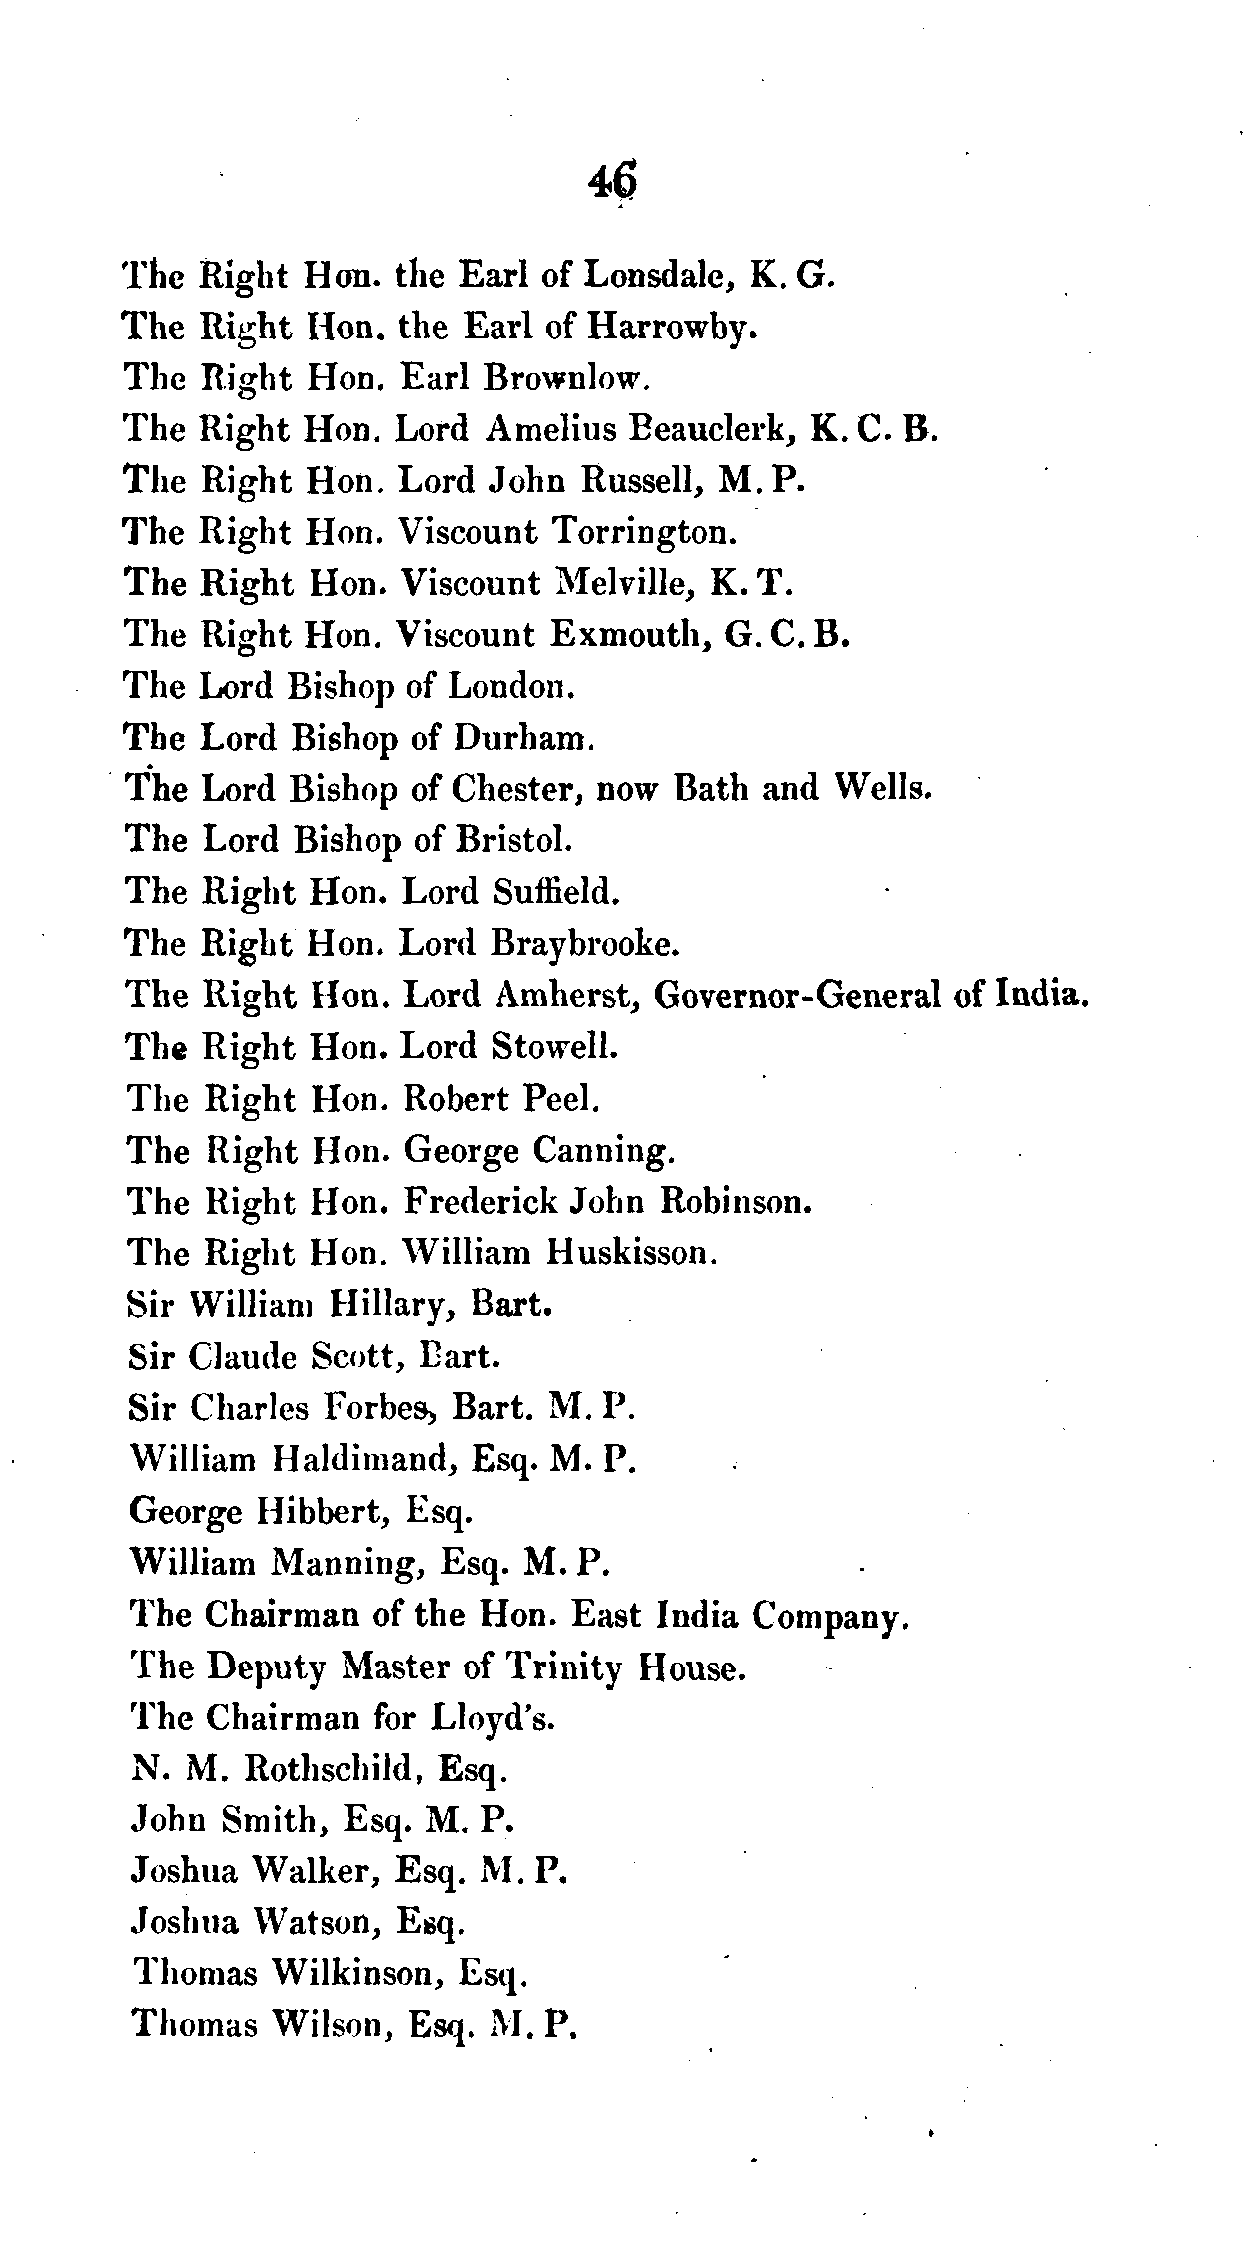 46
The Right Hon. the Earl of Lonsdale, K. G.
The Right Hon. the Earl of Harrowby.
The Right Hon. Earl Brownlow.
The Right Hon. Lord Amelius Beauclerk, K. C. B.
The Right Hon. Lord John Russell, M. P.
The Right Hon. Viscount Torrington.
The Right Hon. Viscount Melville, K. T.
The Right Hon. Viscount Exmouth, G. C. B.
The Lord Bishop of London.
The Lord Bishop of Durham.
The Lord Bishop of Chester, now Bath and Wells.
The Lord Bishop of Bristol.
The Right Hon. Lord Suffield.
The Right Hon. Lord Braybrooke.
The Right Hon. Lord Amherst, Governor-General of India.
The Right Hon. Lord Stowell.
The Right Hon. Robert Peel.
The Right Hon. George Canning.
The Right Hon. Frederick John Robinson.
The Right Hon. William Huskisson.
Sir William Hillary, Bart.
Sir Claude Scott, Bart.
Sir Charles Forbes, Bart. M. P.
William Haldimand, Esq. M. P.
George Hibbert, Esq.
William Manning, Esq. M. P.
The Chairman of the Hon. East India Company.
The Deputy Master of Trinity House.
The Chairman for Lloyd's.
N. M. Rothschild, Esq.
John Smith, Esq. M. P.
Joshua Walker, Esq. M. P.
Joshua Watson, Esq.
Thomas Wilkinson, Esq.
Thomas Wilson, Esq. M. P.